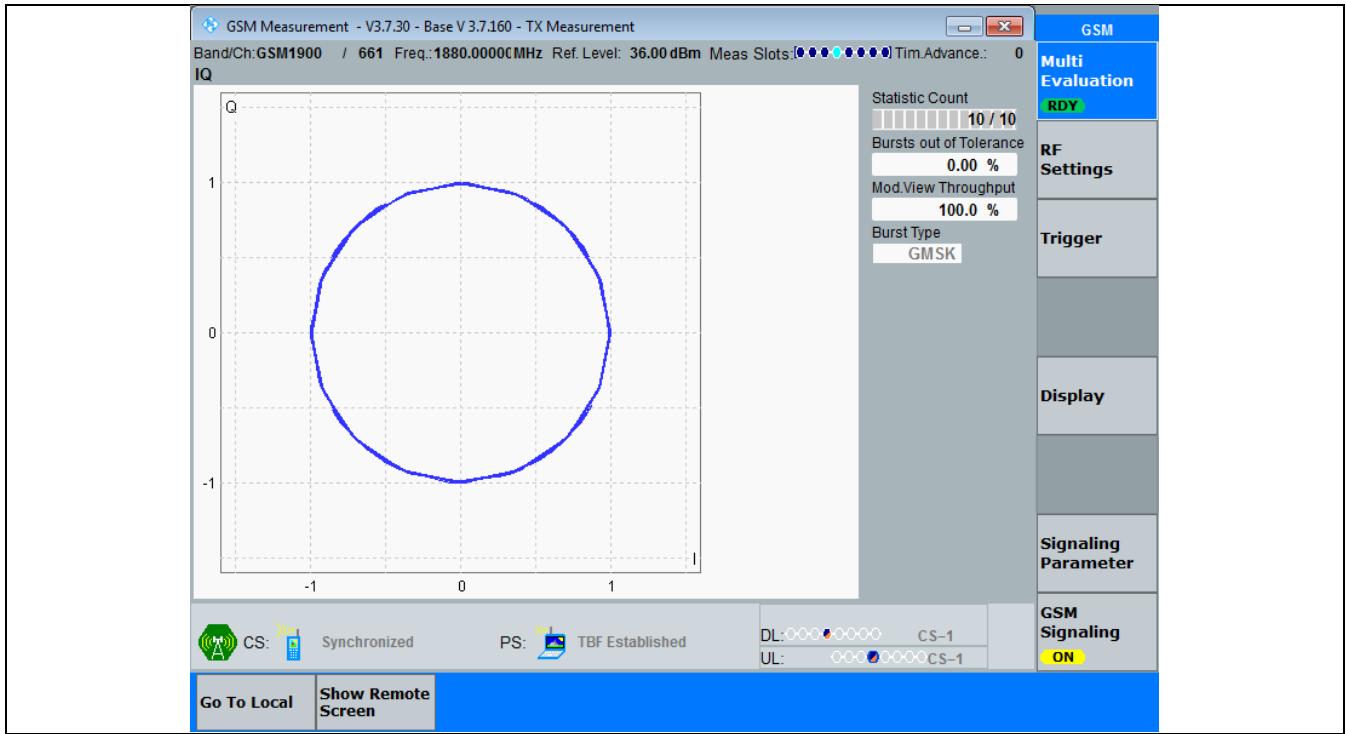 GSM Measurement - V3.7.30 - Base V 3.7.160 - TX Measurement
Band/Ch:GSM1900 / 661 Freq.:1880.00000MHz Ref. Level: 36.00 dBm Meas Slots: Tim.Advance.: 0
IQ
Q
1
0
-1
-1 0 1
I
Statistic Count
10 / 10
Bursts out of Tolerance
0.00 %
Mod.View Throughput
100.0 %
Burst Type
GMSK
CS: Synchronized PS: TBF Established
DL: CS-1
UL: CS-1
GSM
Multi
Evaluation
RDY
RF
Settings
Trigger
Display
Signaling
Parameter
GSM
Signaling
ON
Go To Local
Show Remote
Screen